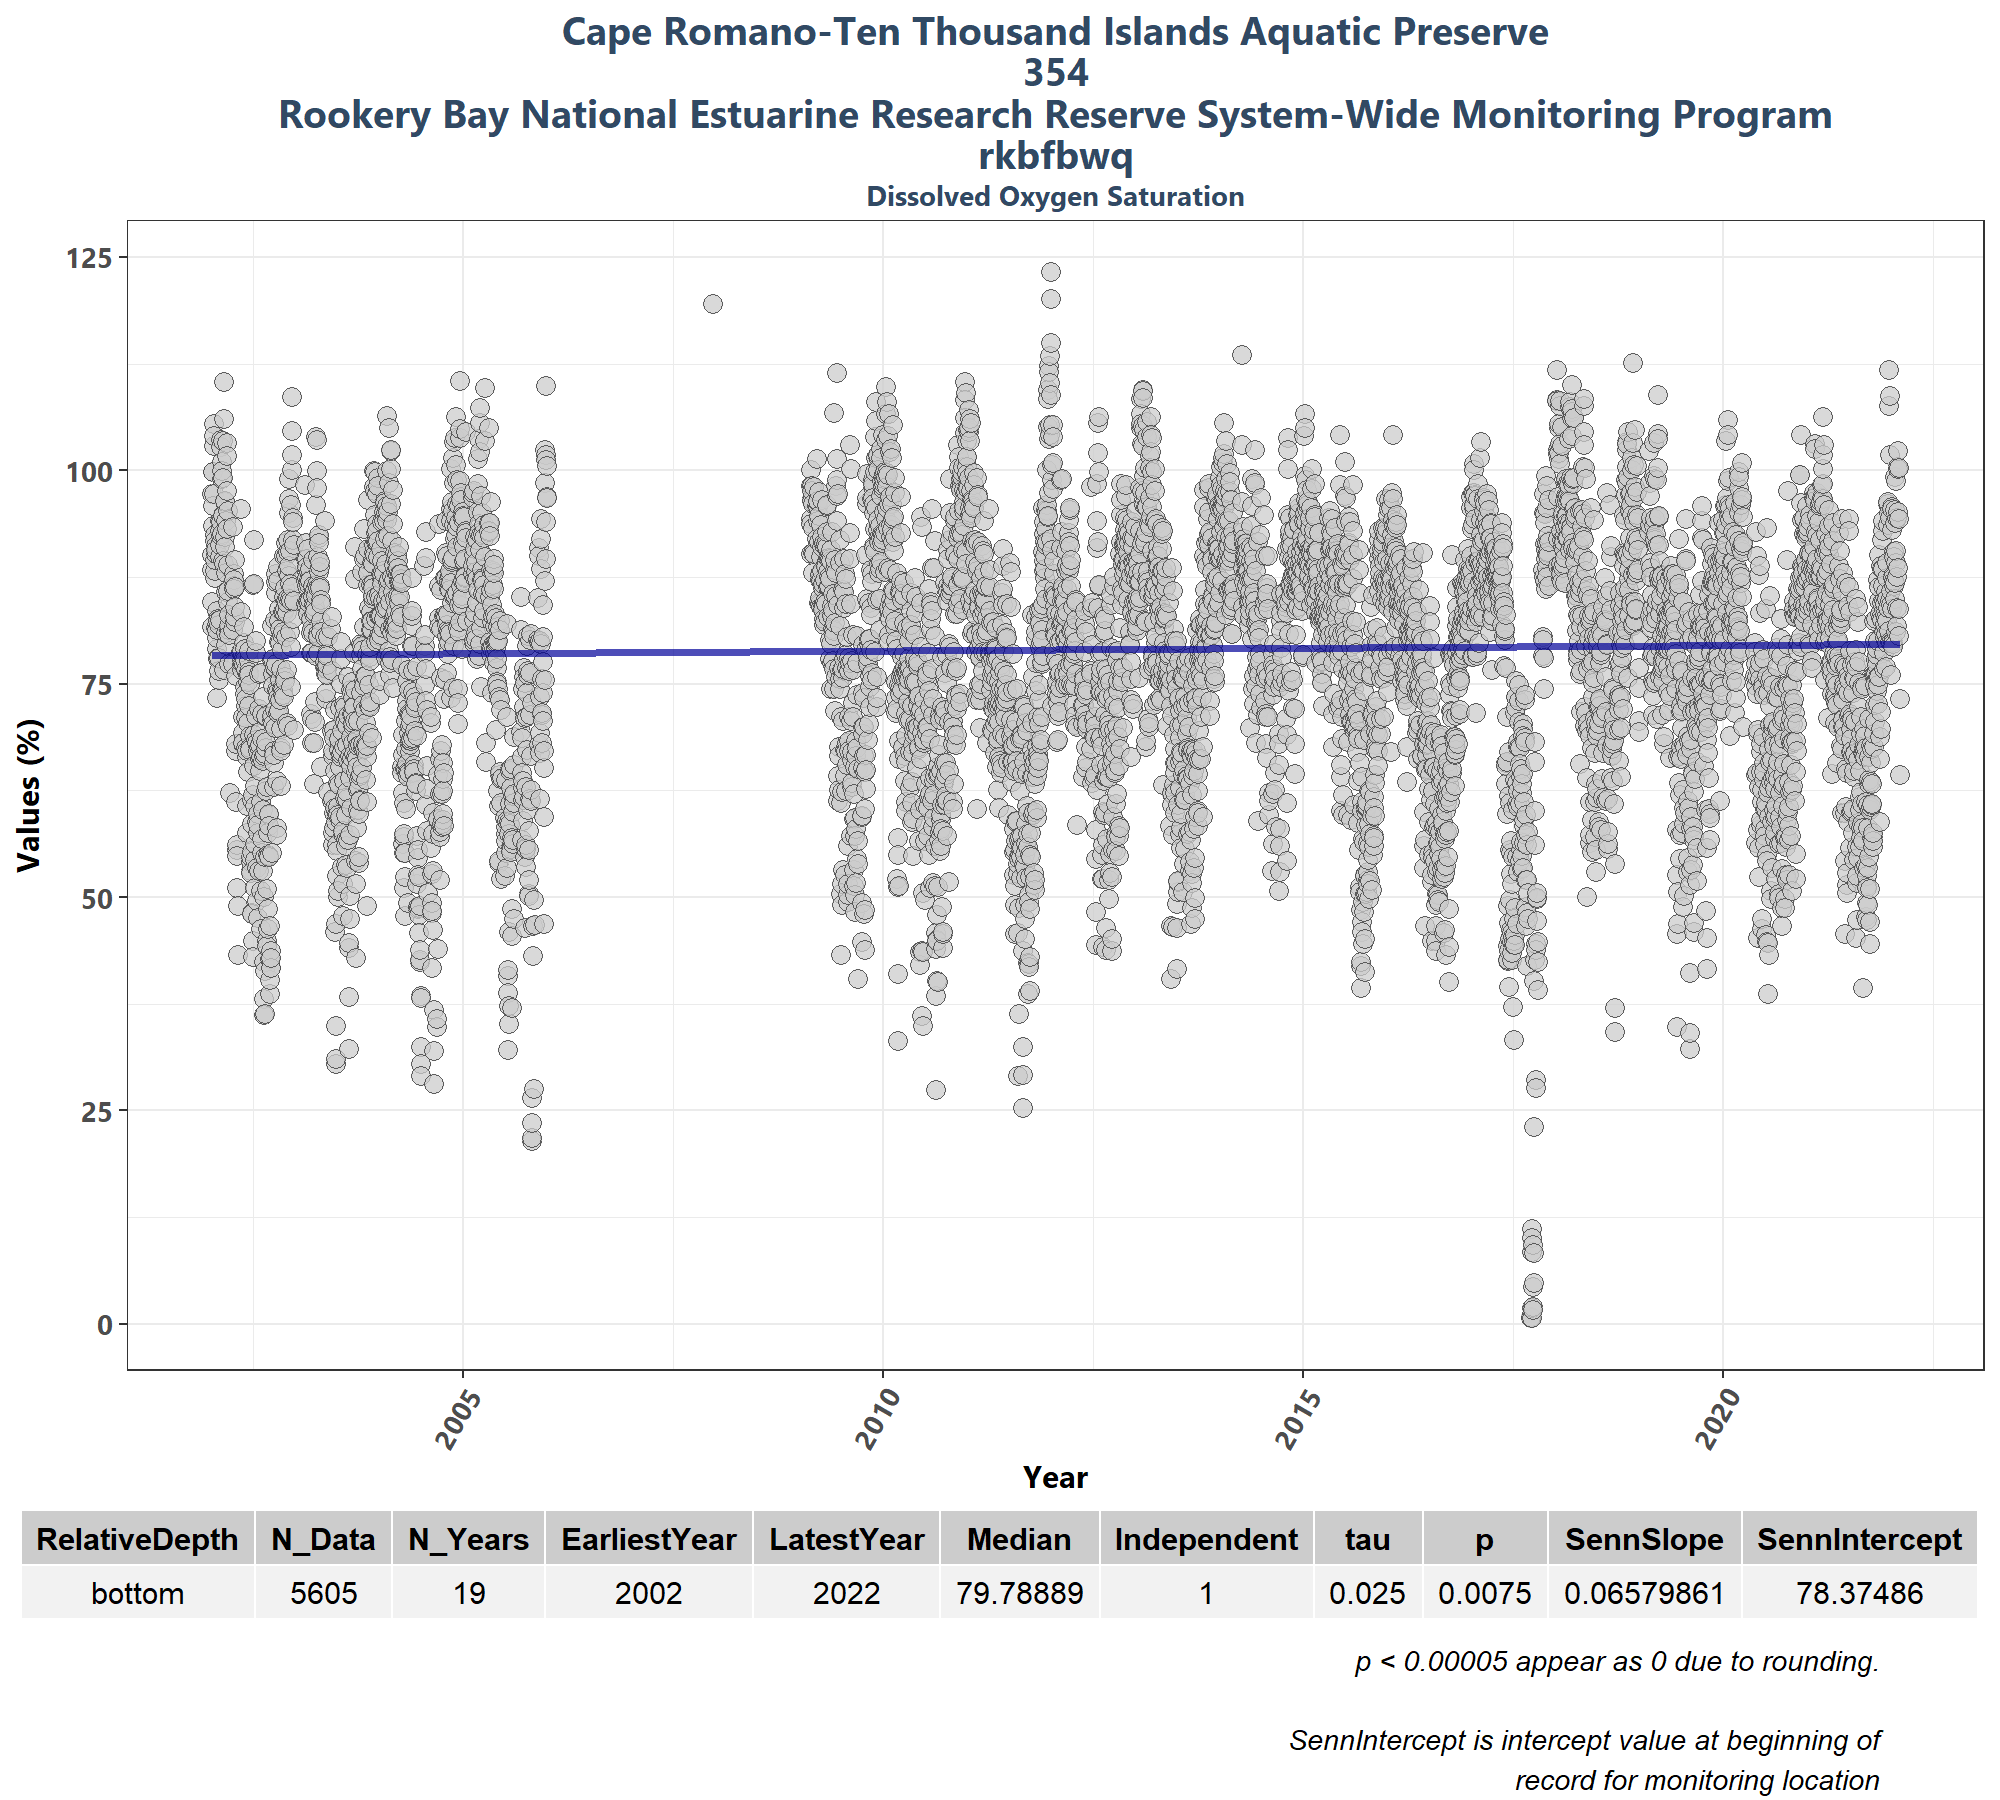 Cape Romano-Ten Thousand Islands Aquatic Preserve
354
Rookery Bay National Estuarine Research Reserve System-Wide Monitoring Program
rkbfbwq
Dissolved Oxygen Saturation
125
100
75
50
25
0
Values (%)
2005 2010 2015 2020
Year
RelativeDepth N_Data N_Years EarliestYear LatestYear Median Independent tau p SennSlope SennIntercept
bottom 5605 19 2002 2022 79.78889 1 0.025 0.0075 0.06579861 78.37486
p < 0.00005 appear as 0 due to rounding.
SennIntercept is intercept value at beginning of
record for monitoring location